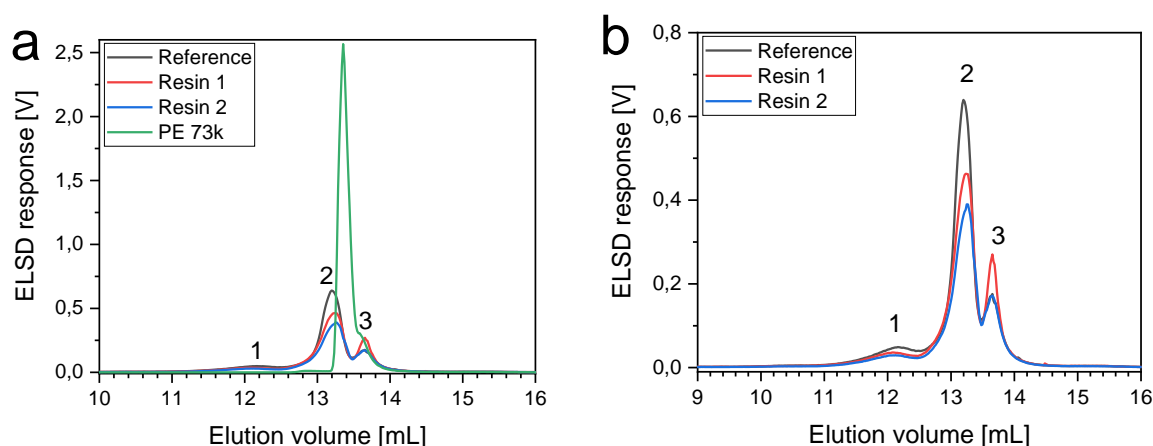 a
Reference
Resin 1
Resin 2
PE 73k
2,5
2,0
1,5
1,0
0,5
0,0
ELSD response [V]
1
2
3
10 11 12 13 14 15 16
Elution volume [mL]
b
Reference
Resin 1
Resin 2
0,8
0,6
0,4
0,2
0,0
ELSD response [V]
1
2
3
9 10 11 12 13 14 15 16
Elution volume [mL]